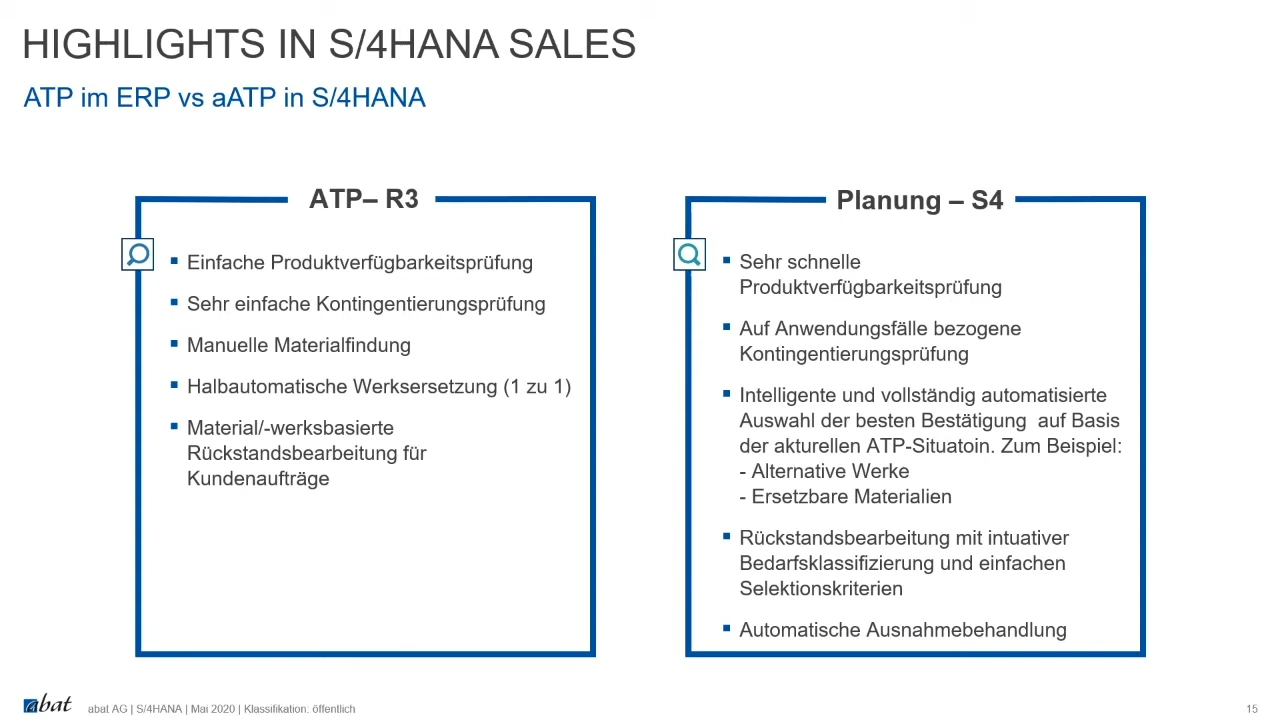 HIGHLIGHTS IN S/4HANA SALES
ATP im ERP vs aATP in S/4HANA
ATP– R3
Einfache Produktverfügbarkeitsprüfung
Sehr einfache Kontingentierungsprüfung
Manuelle Materialfindung
Halbautomatische Werksersetzung (1 zu 1)
Material/-werksbasierte
Rückstandsbearbeitung für
Kundenaufträge
Planung – S4
Sehr schnelle
Produktverfügbarkeitsprüfung
Auf Anwendungsfälle bezogene
Kontingentierungsprüfung
Intelligente und vollständig automatisierte
Auswahl der besten Bestätigung  auf Basis
der akturellen ATP-Situatoin. Zum Beispiel:
- Alternative Werke
- Ersetzbare Materialien
Rückstandsbearbeitung mit intuativer
Bedarfsklassifizierung und einfachen
Selektionskriterien
Automatische Ausnahmebehandlung
abat
abat AG | S/4HANA | Mai 2020 | Klassifikation: öffentlich
15